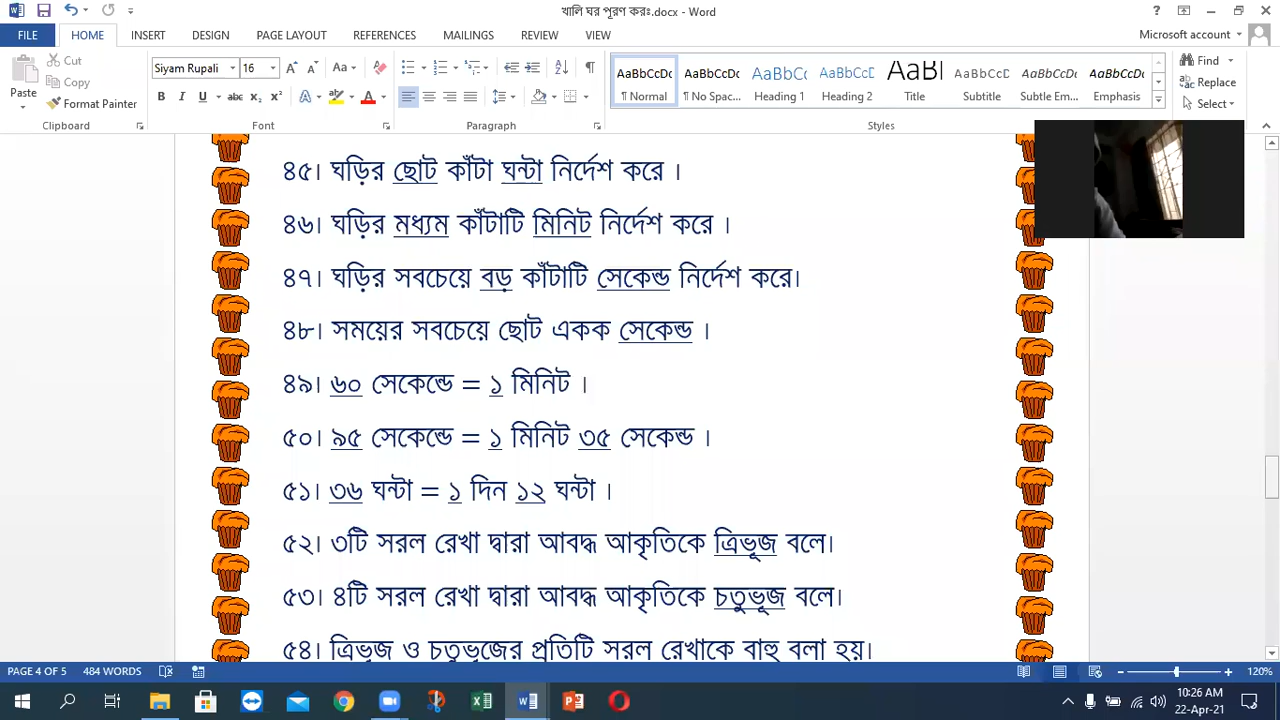 খালি ঘর পূরণ করঃ.docx - Word
FILE HOME INSERT DESIGN PAGE LAYOUT REFERENCES MAILINGS REVIEW VIEW Microsoft account
Cut
Copy
Format Painter
Paste
Siyam Rupali 16
AaBbCcDc AaBbCcDc AaBbCc AaBbCcD AaBl AaBbCcD AaBbCcDc AaBbCcDc
¶ Normal ¶ No Spac... Heading 1 Heading 2 Title Subtitle Subtle Em... Emphasis
Find
Replace
Select
Clipboard Font Paragraph Styles
৪৫। ঘড়ির ছোট কাঁটা ঘন্টা নির্দেশ করে ।
৪৬। ঘড়ির মধ্যম কাঁটাটি মিনিট নির্দেশ করে ।
৪৭। ঘড়ির সবচেয়ে বড় কাঁটাটি সেকেন্ড নির্দেশ করে।
৪৮। সময়ের সবচেয়ে ছোট একক সেকেন্ড ।
৪৯। ৬০ সেকেন্ডে = ১ মিনিট ।
৫০। ৯৫ সেকেন্ডে = ১ মিনিট ৩৫ সেকেন্ড ।
৫১। ৩৬ ঘন্টা = ১ দিন ১২ ঘন্টা ।
৫২। ৩টি সরল রেখা দ্বারা আবদ্ধ আকৃতিকে ত্রিভূজ বলে।
৫৩। ৪টি সরল রেখা দ্বারা আবদ্ধ আকৃতিকে চতুভূজ বলে।
৫৪। ত্রিভূজ ও চতুভূজের প্রতিটি সরল রেখাকে বাহু বলা হয়।
PAGE 4 OF 5 484 WORDS 120%
10:26 AM
22-Apr-21